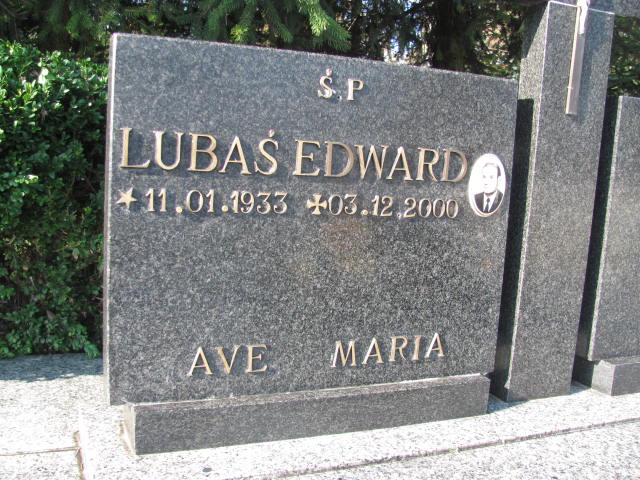 Ś.P
LUBAŚ EDWARD
11.01.1933 03.12.2000
AVE MARIA